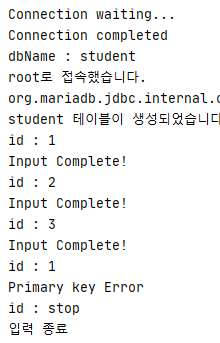 Connection waiting...
Connection completed
dbName : student
root로 접속했습니다.
org.mariadb.jdbc.internal.c
student 테이블이 생성되었습니다
id : 1
Input Complete!
id : 2
Input Complete!
id : 3
Input Complete!
id : 1
Primary key Error
id : stop
입력 종료